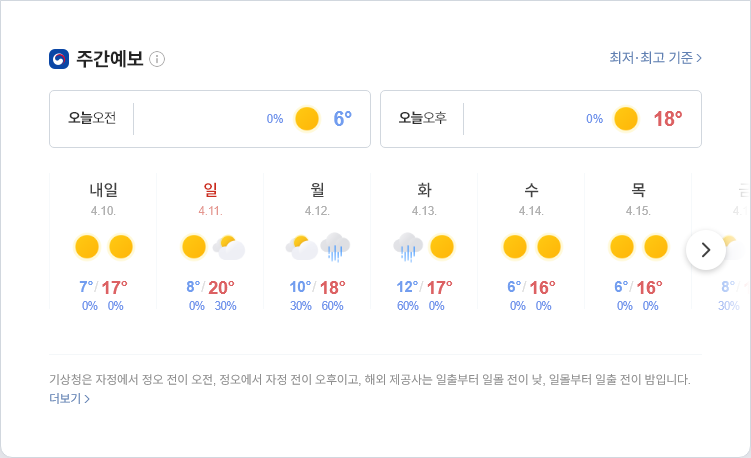 주간예보
최저·최고 기준
오늘오전 0% 6°
오늘오후 0% 18°
내일 일 월 화 수 목 금
4.10. 4.11. 4.12. 4.13. 4.14. 4.15. 4
7°/17° 8°/20° 10°/18° 12°/17° 6°/16° 6°/16° 8°/
0% 0% 0% 30% 30% 60% 60% 0% 0% 0% 0% 0% 30%
기상청은 자정에서 정오 전이 오전, 정오에서 자정 전이 오후이고, 해외 제공사는 일출부터 일몰 전이 낮, 일몰부터 일출 전이 밤입니다.
더보기